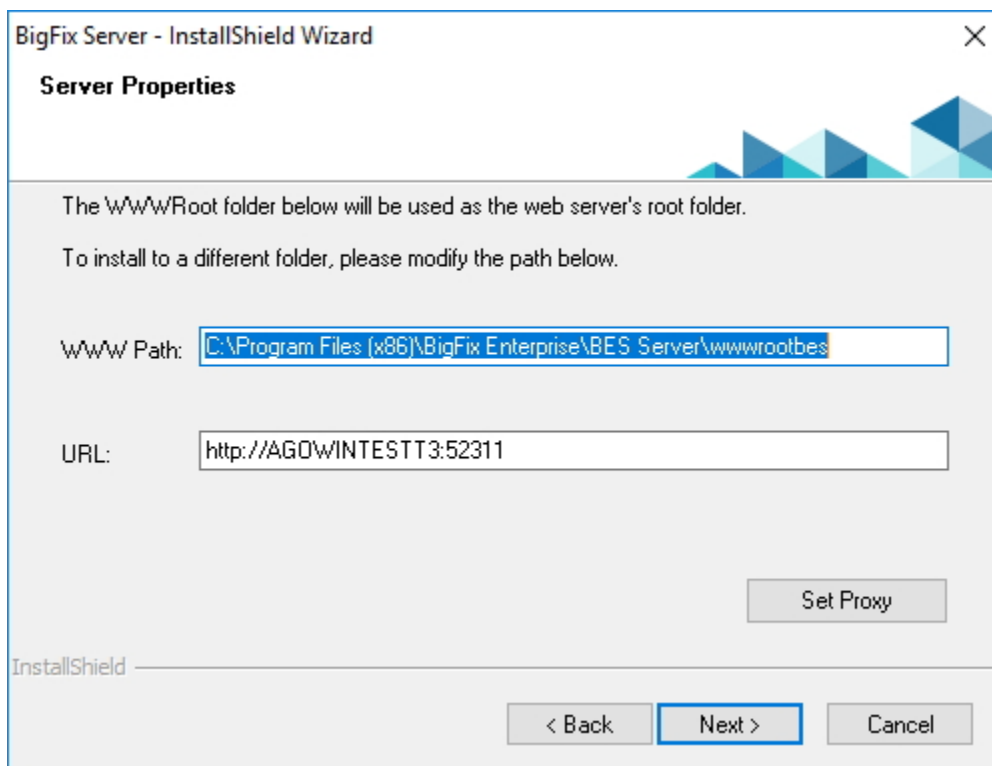 BigFix Server - InstallShield Wizard
Server Properties
The WWWRoot folder below will be used as the web server's root folder.
To install to a different folder, please modify the path below.
WWW Path: C:\Program Files (x86)\BigFix Enterprise\BES Server\wwwrootbes
URL: http://AGOWINTESTT3:52311
Set Proxy
InstallShield
< Back Next > Cancel